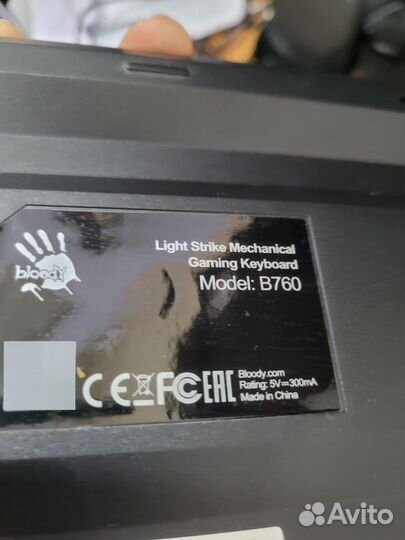 bloody
Light Strike Mechanical
Gaming Keyboard
Model: B760
CE FC EAC
Bloody.com
Rating: 5V⎓300mA
Made in China
Avito